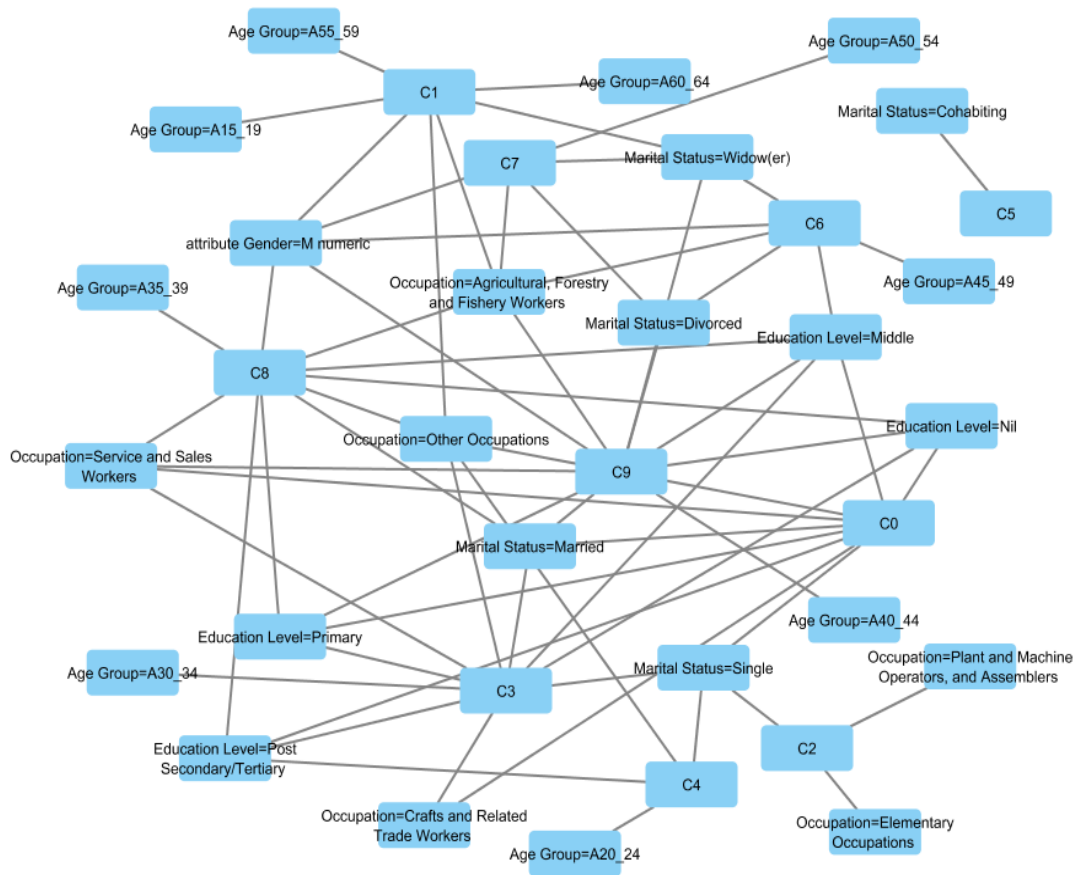 Age Group=A55_59
Age Group=A50_54
Age Group=A60_64
C1
Marital Status=Cohabiting
Age Group=A15_19
C7
Marital Status=Widow(er)
C5
C6
attribute Gender=M numeric
Age Group=A35_39
Occupation=Agricultural, Forestry
and Fishery Workers
Age Group=A45_49
Marital Status=Divorced
Education Level=Middle
C8
Education Level=Nil
Occupation=Other Occupations
Occupation=Service and Sales
Workers
C9
C0
Marital Status=Married
Age Group=A40_44
Education Level=Primary
Occupation=Plant and Machine
Operators, and Assemblers
Age Group=A30_34
Marital Status=Single
C3
Education Level=Post
Secondary/Tertiary
C2
C4
Occupation=Crafts and Related
Trade Workers
Occupation=Elementary
Occupations
Age Group=A20_24